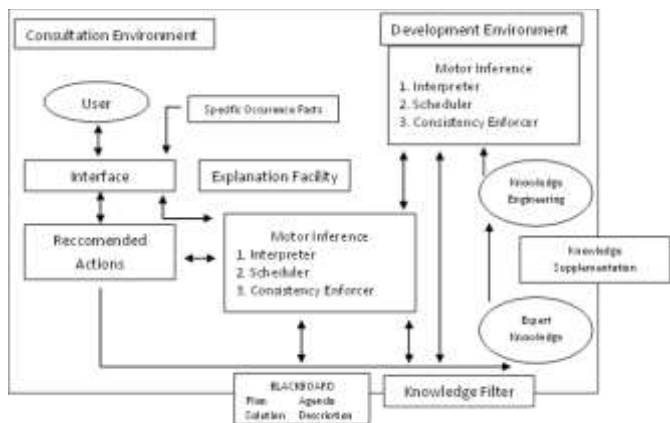 Consultation Environment
Development Environment
Motor Inference
1. Interpreter
2. Scheduler
3. Consistency Enforcer
User
Specific Occurence Facts
Interface
Explanation Facility
Knowledge
Engineering
Reccomended
Actions
Motor Inference
1. Interpreter
2. Scheduler
3. Consistency Enforcer
Knowledge
Supplementation
Expert
Knowledge
BLACKBOARD
Plan Agenda
Solution Description
Knowledge Filter